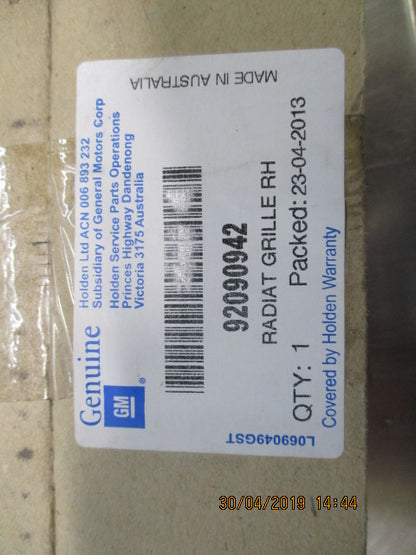 Genuine
GM
®
Holden Ltd ACN 006 893 232
Subsidiary of General Motors Corp
Holden Service Parts Operations
Princes Highway Dandenong
Victoria 3175 Australia
MADE IN AUSTRALIA
92090942
RADIAT GRILLE RH
QTY: 1 Packed: 23-04-2013
Covered by Holden Warranty
L069049GST
30/04/2019 14:44